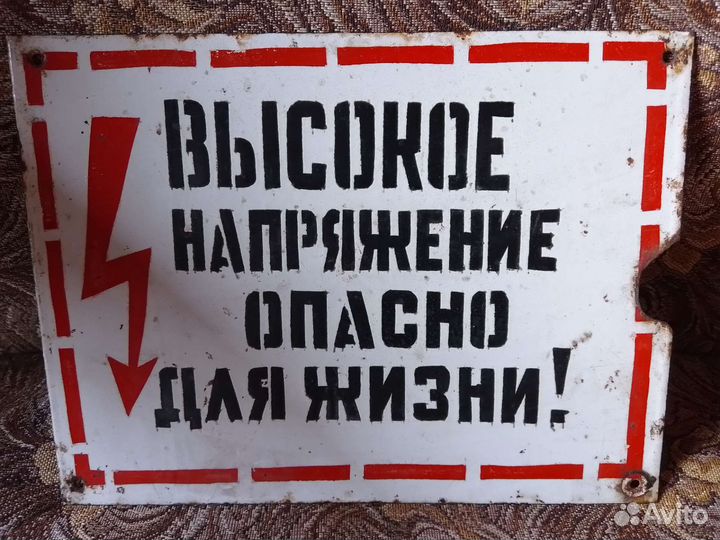 ВЫСОКОЕ
НАПРЯЖЕНИЕ
ОПАСНО
ДЛЯ ЖИЗНИ!
Avito